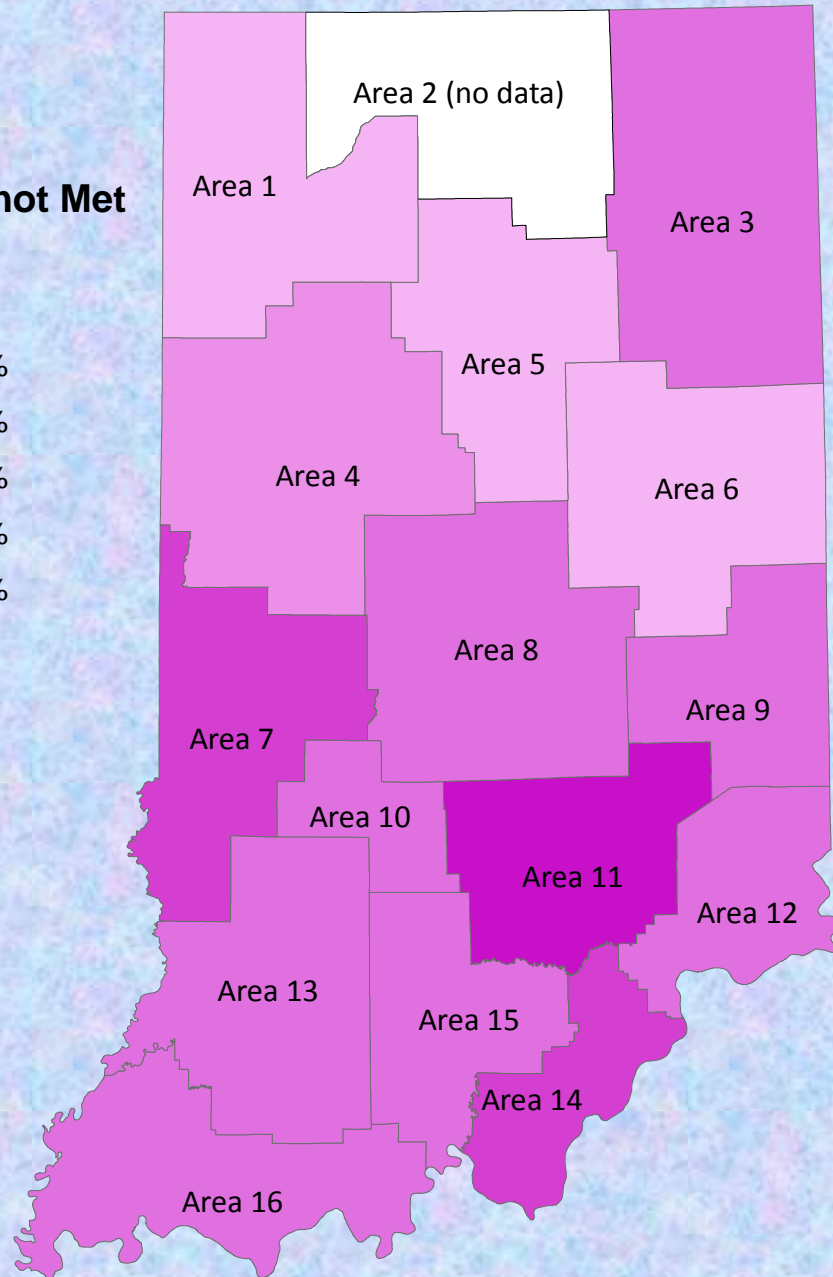 Area 2 (no data)
Area 1
not Met
Area 3
%
Area 5
%
Area 4
%
Area 6
%
%
Area 8
Area 9
Area 7
Area 10
Area 11
Area 12
Area 13
Area 15
Area 14
Area 16